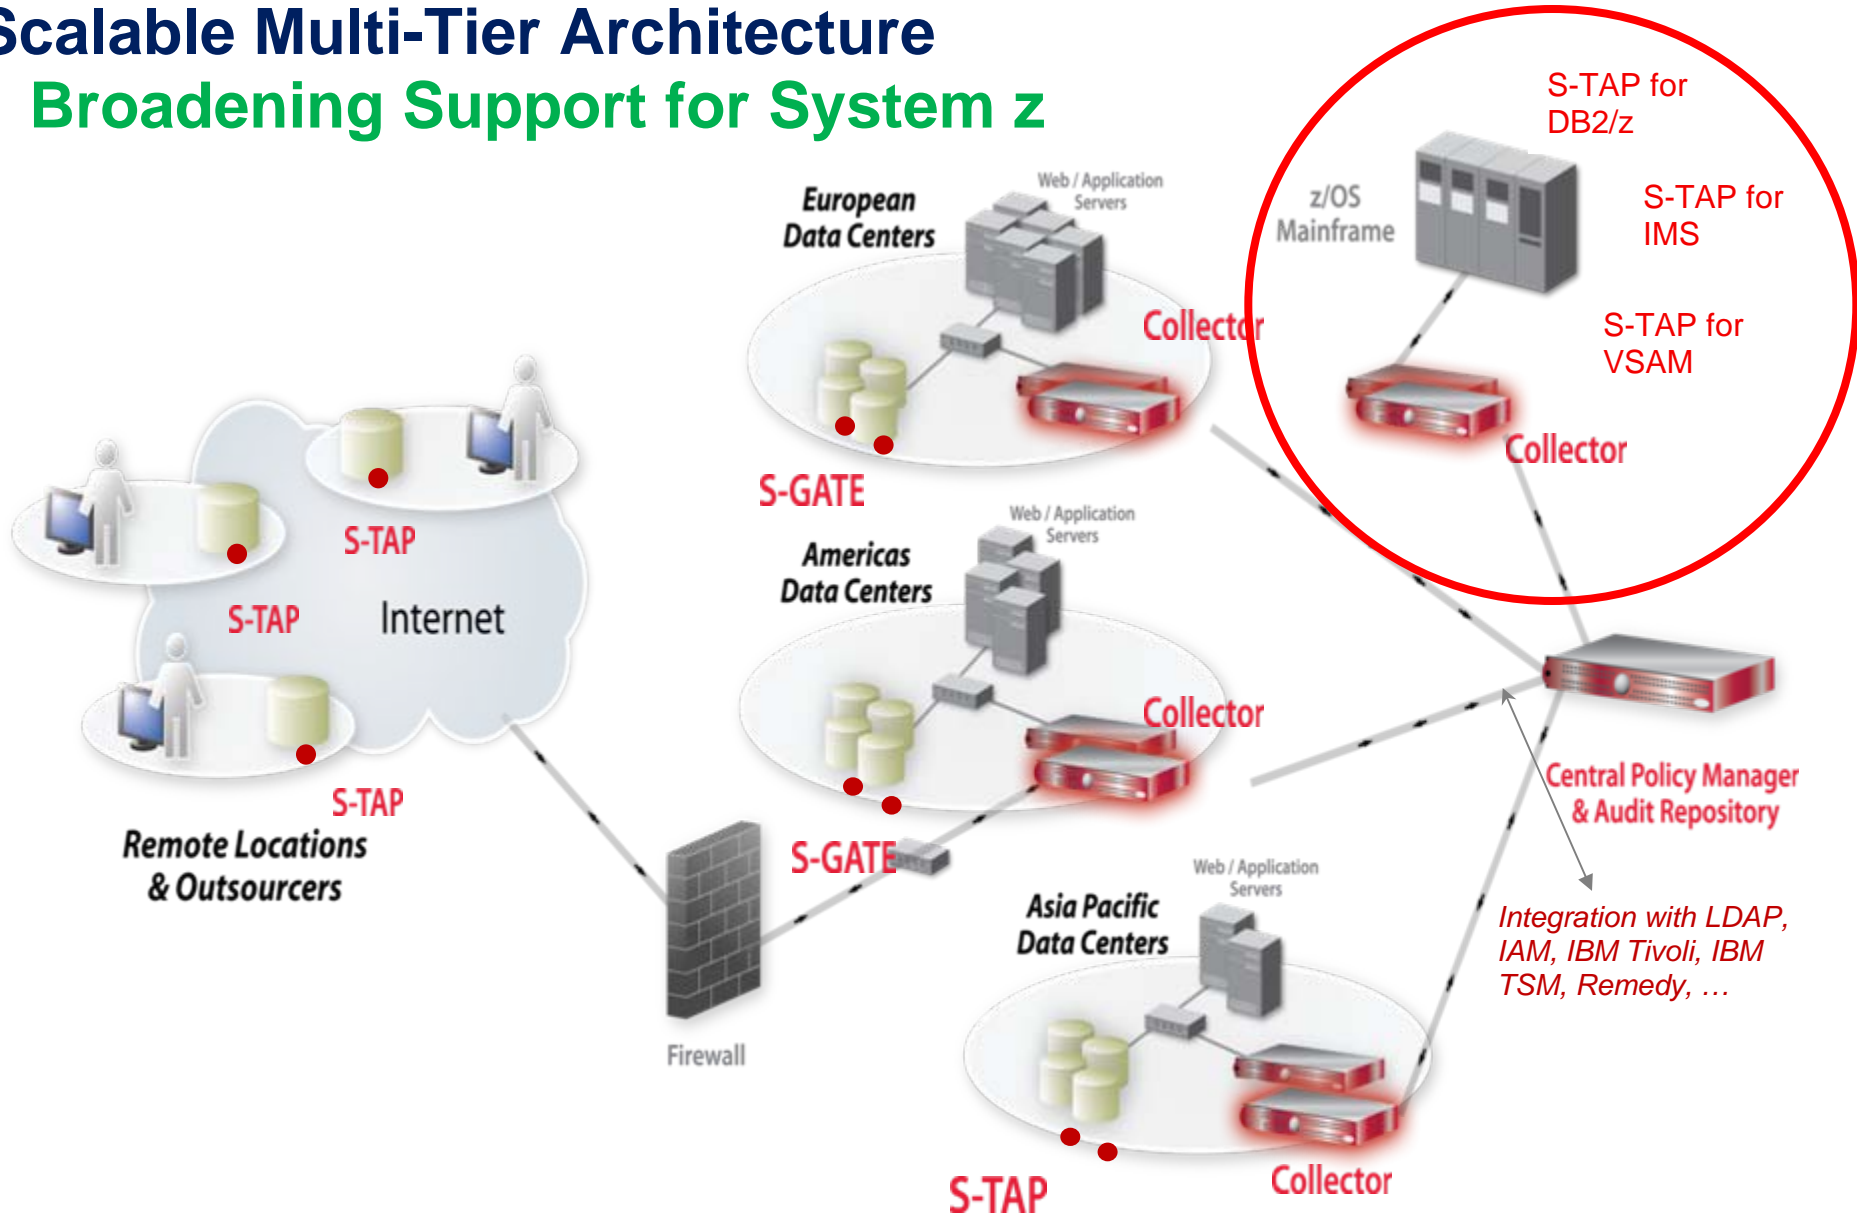 Scalable Multi-Tier Architecture
Broadening Support for System z
S-TAP for
DB2/z
z/OS
Mainframe
S-TAP for
IMS
S-TAP for
VSAM
Collector
European
Data Centers
Web / Application
Servers
Collector
S-GATE
S-TAP
S-TAP
Internet
S-TAP
Remote Locations
& Outsourcers
Americas
Data Centers
Web / Application
Servers
Collector
S-GATE
Firewall
Central Policy Manager
& Audit Repository
Integration with LDAP,
IAM, IBM Tivoli, IBM
TSM, Remedy, …
Asia Pacific
Data Centers
Web / Application
Servers
S-TAP
Collector